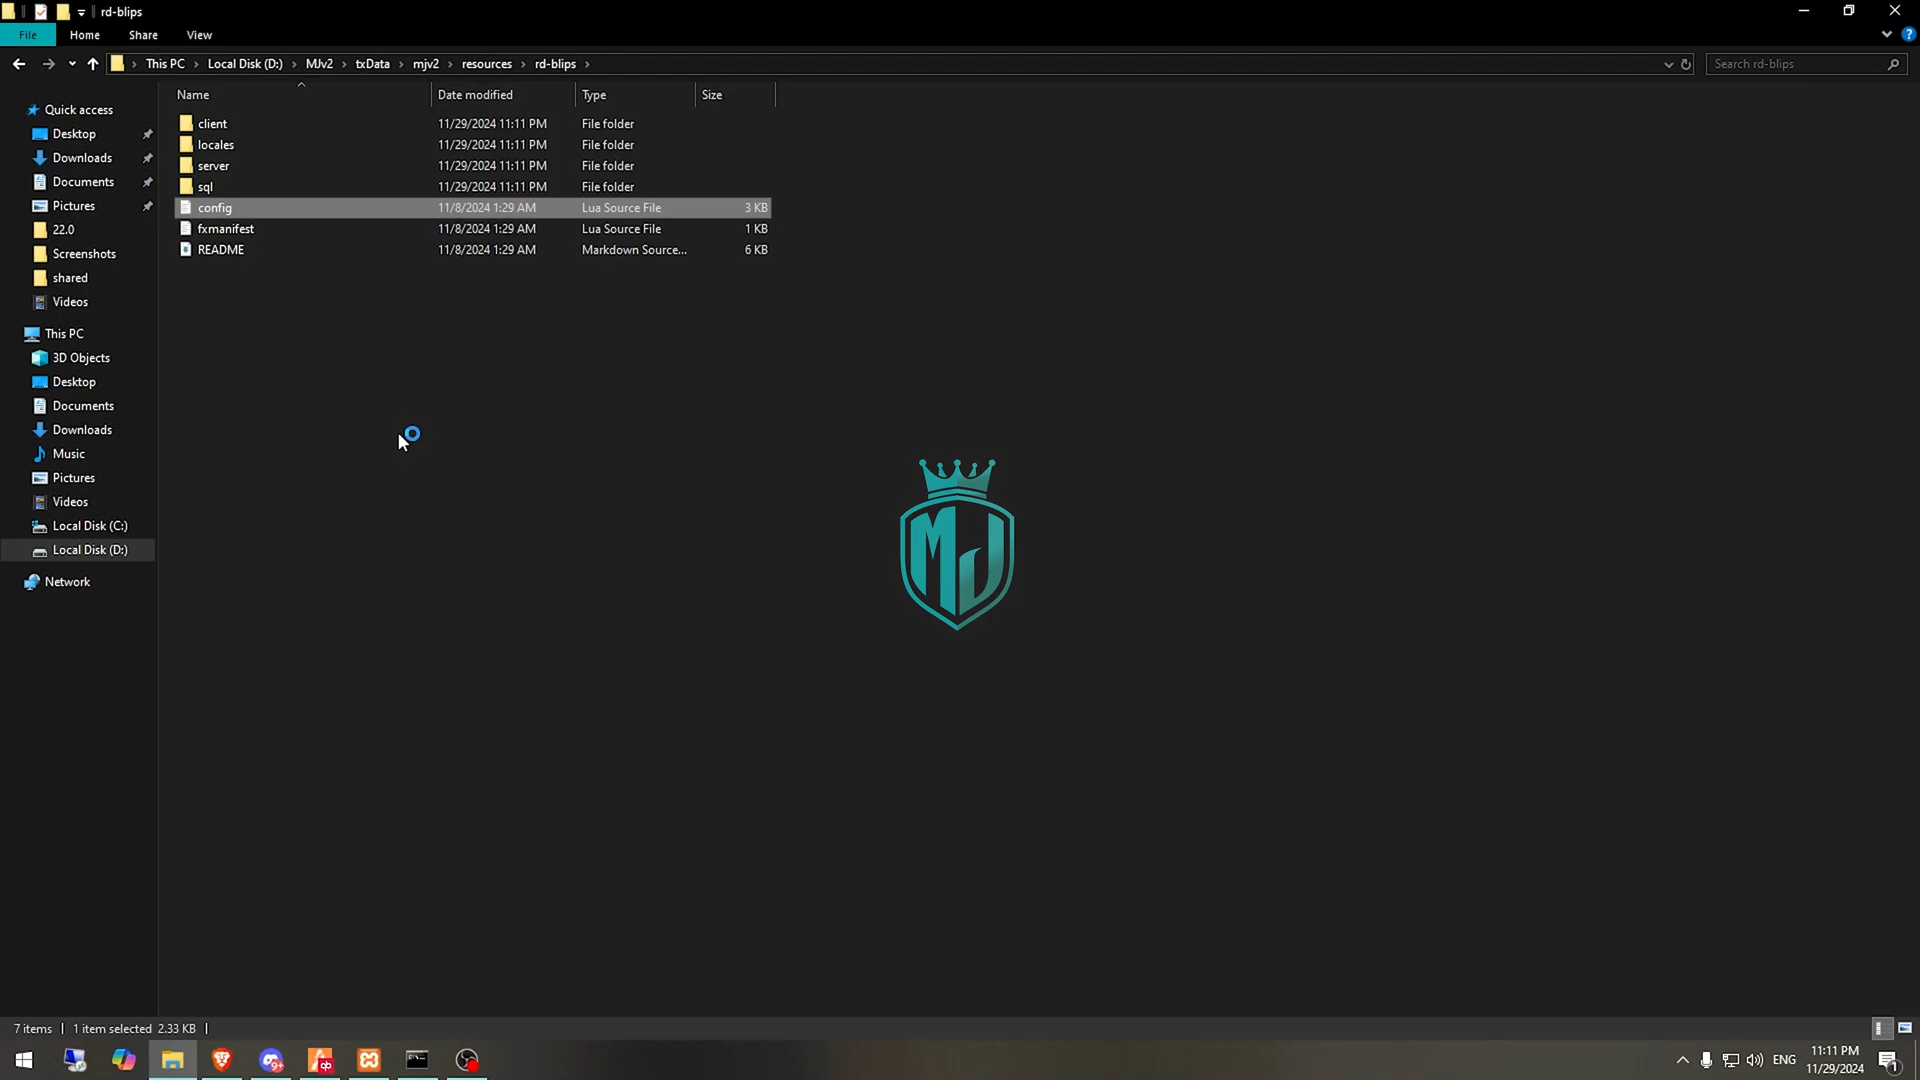 rd-blips
File Home Share View
This PC Local Disk (D:) MJv2 txData mjv2 resources rd-blips
Search rd-blips
Name Date modified Type Size
Quick access
Desktop
Downloads
Documents
Pictures
22.0
Screenshots
shared
Videos
This PC
3D Objects
Desktop
Documents
Downloads
Music
Pictures
Videos
Local Disk (C:)
Local Disk (D:)
Network
client 11/29/2024 11:11 PM File folder
locales 11/29/2024 11:11 PM File folder
server 11/29/2024 11:11 PM File folder
sql 11/29/2024 11:11 PM File folder
config 11/8/2024 1:29 AM Lua Source File 3 KB
fxmanifest 11/8/2024 1:29 AM Lua Source File 1 KB
README 11/8/2024 1:29 AM Markdown Source... 6 KB
MJ
7 items 1 item selected 2.33 KB
9+
qb
ENG
11:11 PM
11/29/2024
1